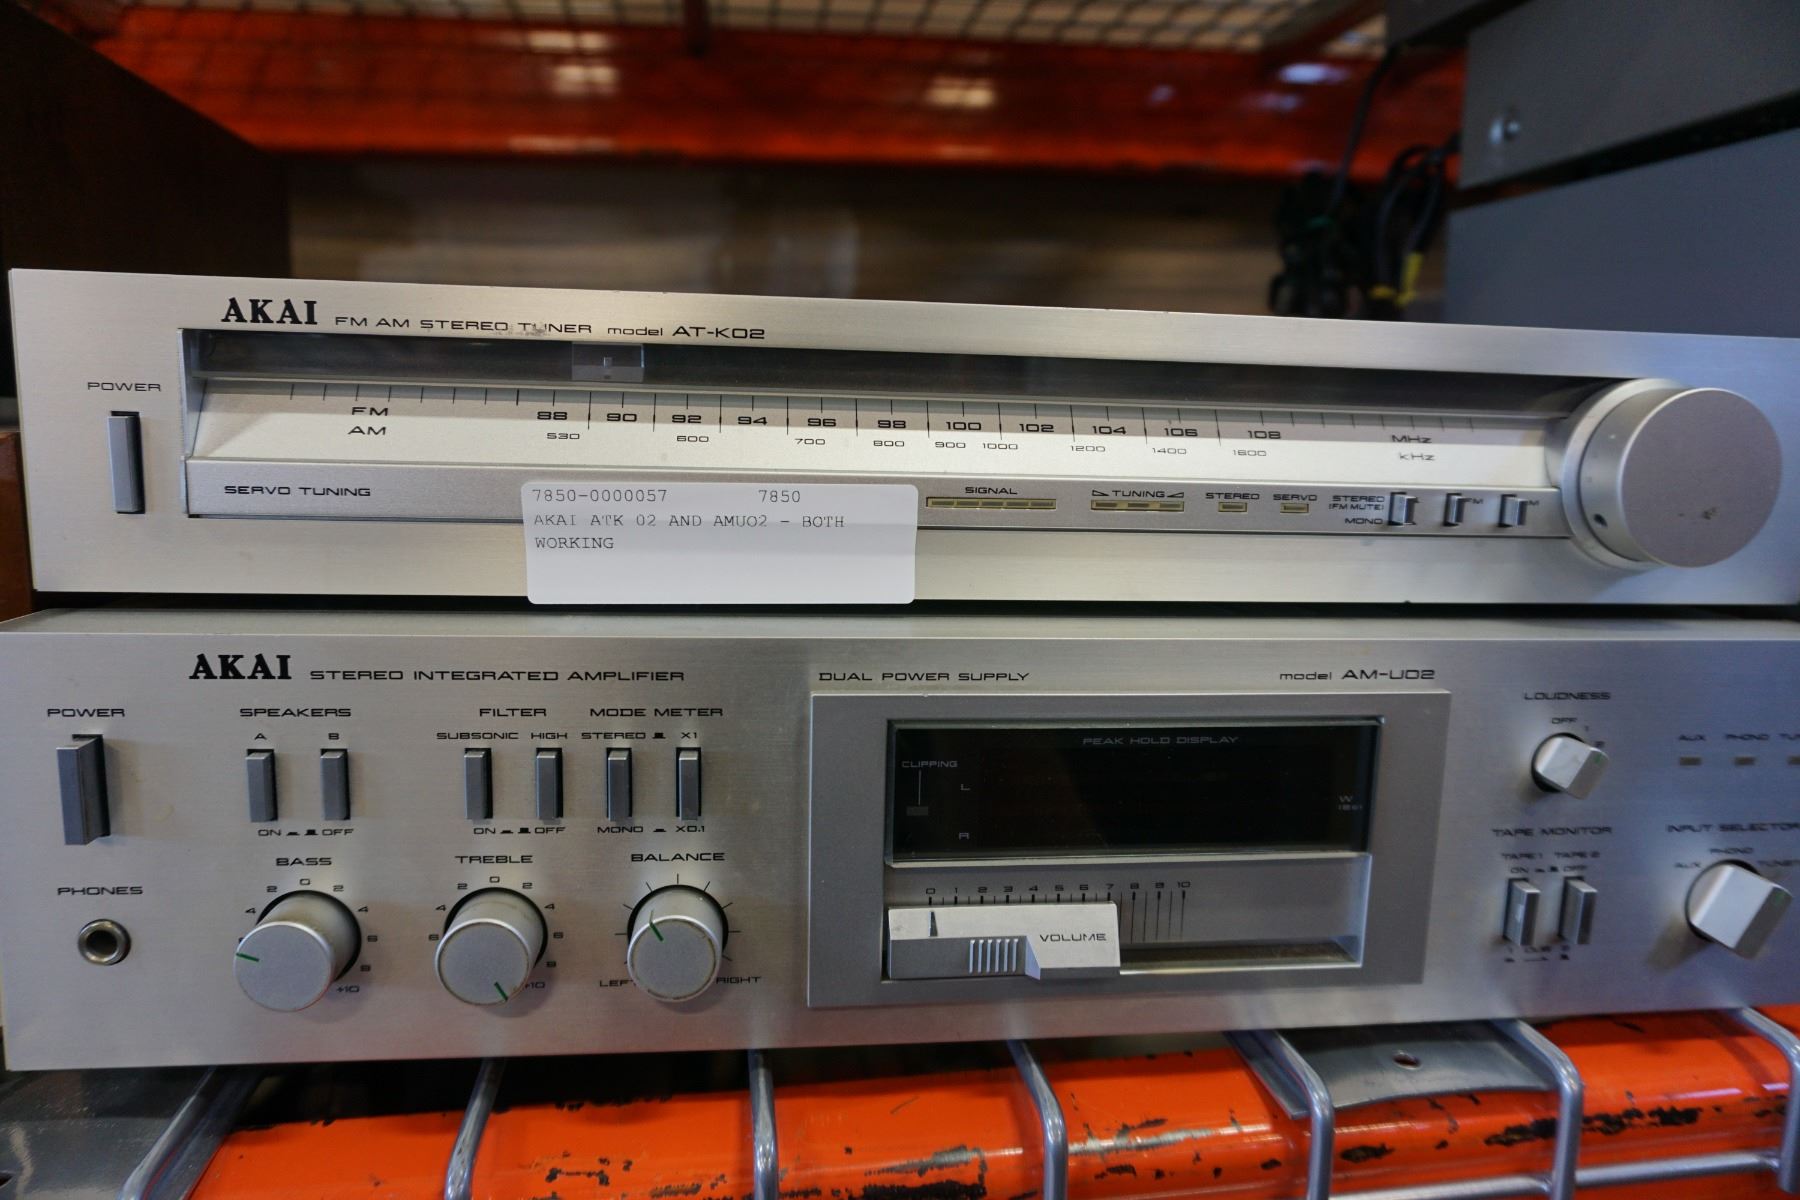 AKAI FM AM STEREO TUNER model AT-K02
POWER
FM 88 90 92 94 96 98 100 102 104 106 108 MHz
AM 530 600 700 800 900 1000 1200 1400 1600 kHz
SERVO TUNING
SIGNAL TUNING STEREO SERVO
STEREO (FM MUTE) FM
MONO
7850-0000057 7850
AKAI ATK 02 AND AMUO2 - BOTH
WORKING
AKAI STEREO INTEGRATED AMPLIFIER DUAL POWER SUPPLY model AM-U02
POWER SPEAKERS FILTER MODE METER
A B SUBSONIC HIGH STEREO X1
ON OFF ON OFF MONO X0.1
PEAK HOLD DISPLAY
CLIPPING
L
R
W
LOUDNESS
OFF
AUX PHONO
TAPE MONITOR
TAPE 1 TAPE 2
ON OFF
INPUT SELECTOR
PHONO
AUX TUNER
PHONES
BASS
2 0 2
4 4
6
8
+10
TREBLE
2 0 2
4 4
6 6
8
+10
BALANCE
LEFT RIGHT
0 1 2 3 4 5 6 7 8 9 10
VOLUME